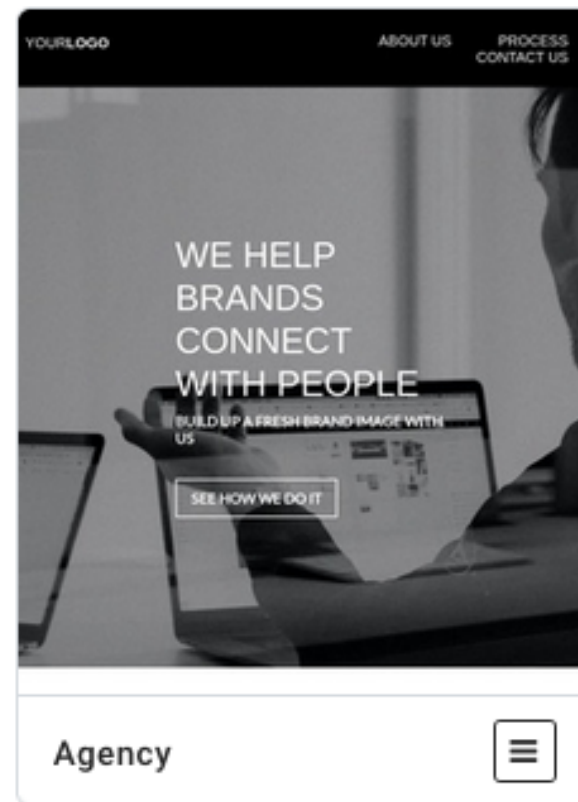 YOURLOGO
ABOUT US
PROCESS
CONTACT US
WE HELP
BRANDS
CONNECT
WITH PEOPLE
BUILD UP A FRESH BRAND IMAGE WITH
US
SEE HOW WE DO IT
Agency